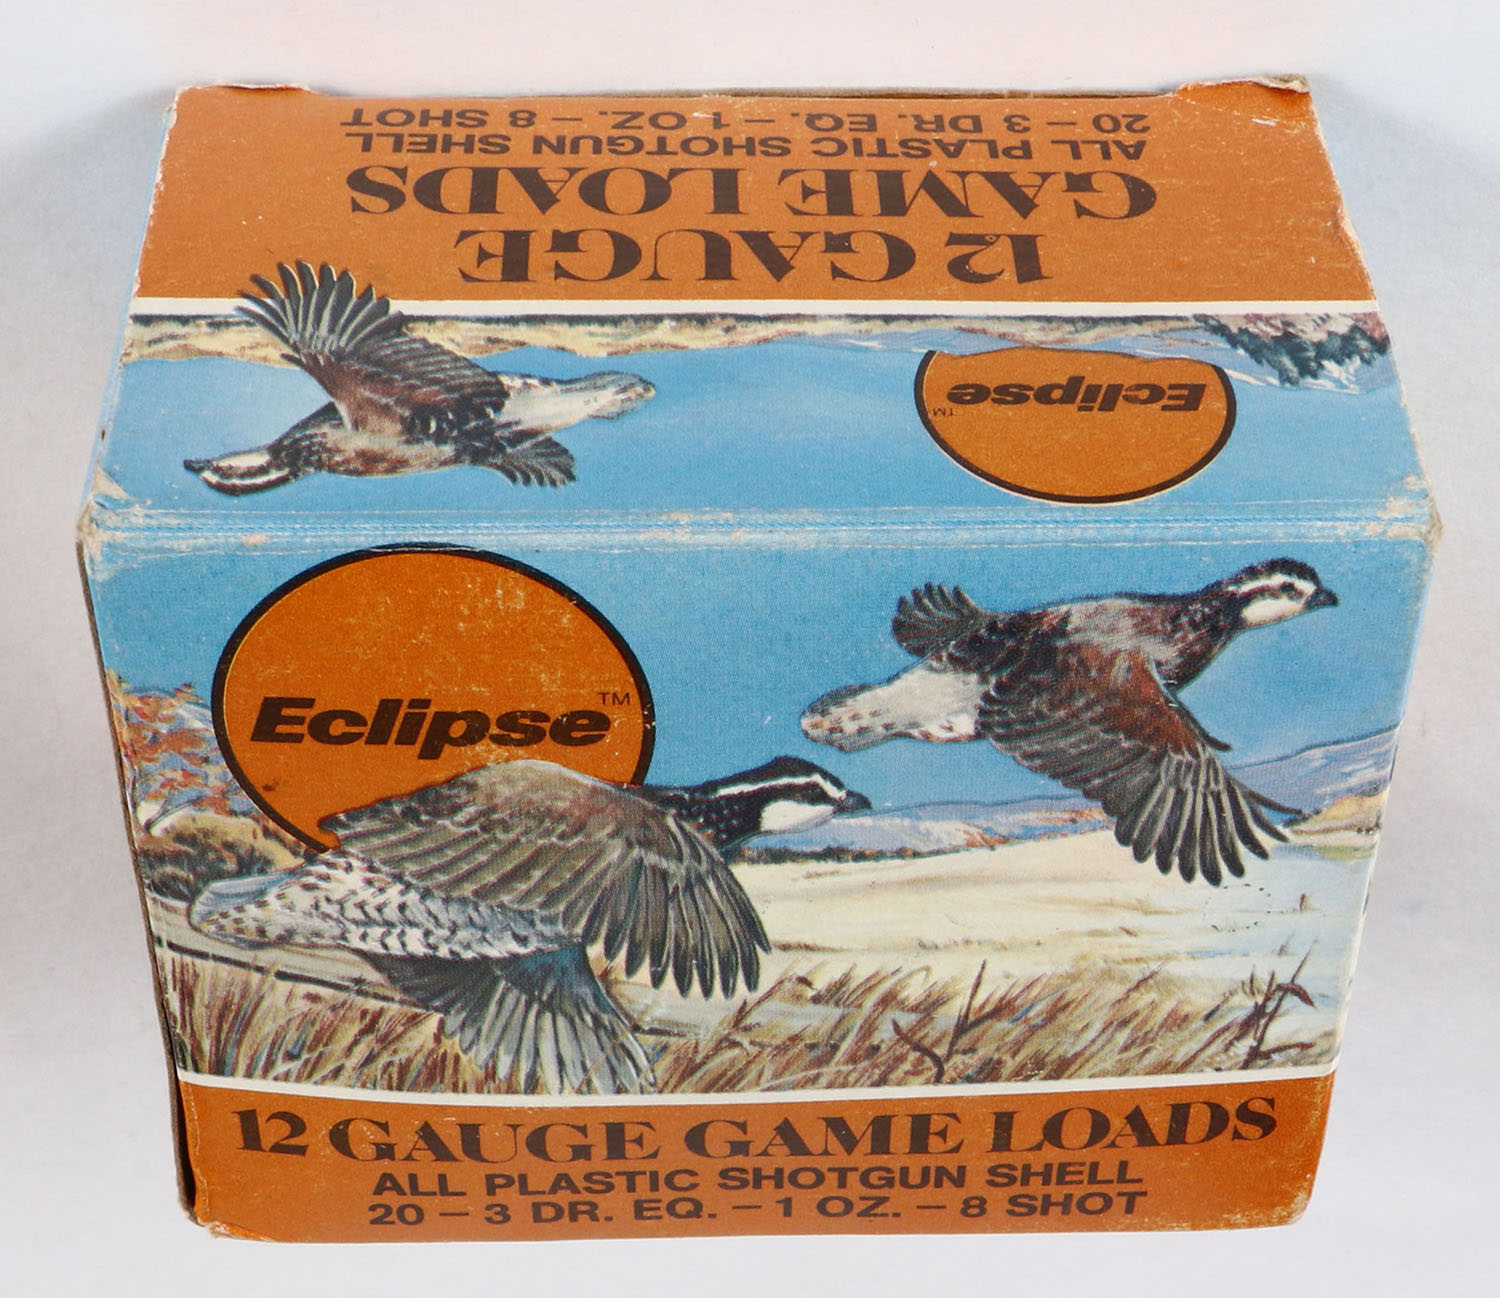 12 GAUGE
GAME LOADS
ALL PLASTIC SHOTGUN SHELL
20 – 3 DR. EQ. – 1 OZ. – 8 SHOT
Eclipse™
Eclipse™
12 GAUGE GAME LOADS
ALL PLASTIC SHOTGUN SHELL
20 – 3 DR. EQ. – 1 OZ. – 8 SHOT